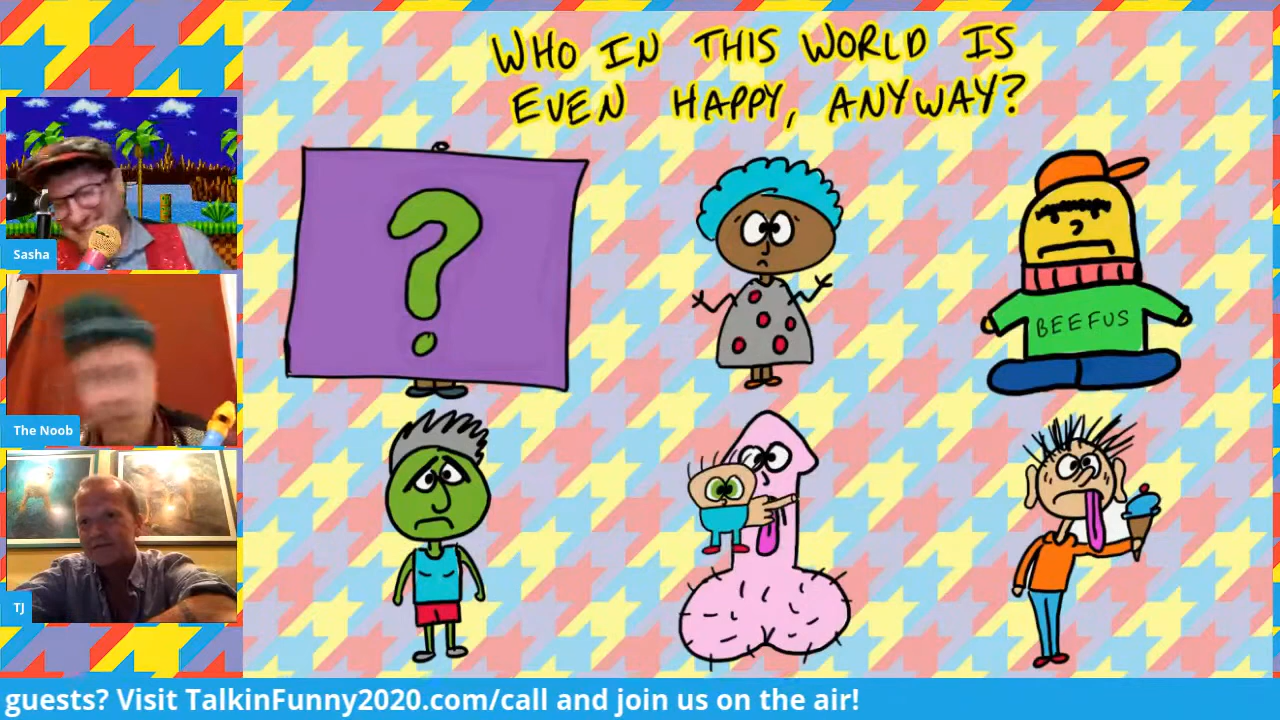 WHO IN THIS WORLD IS
EVEN HAPPY, ANYWAY?
?
BEEFUS
Sasha
The Noob
TJ
guests? Visit TalkinFunny2020.com/call and join us on the air!